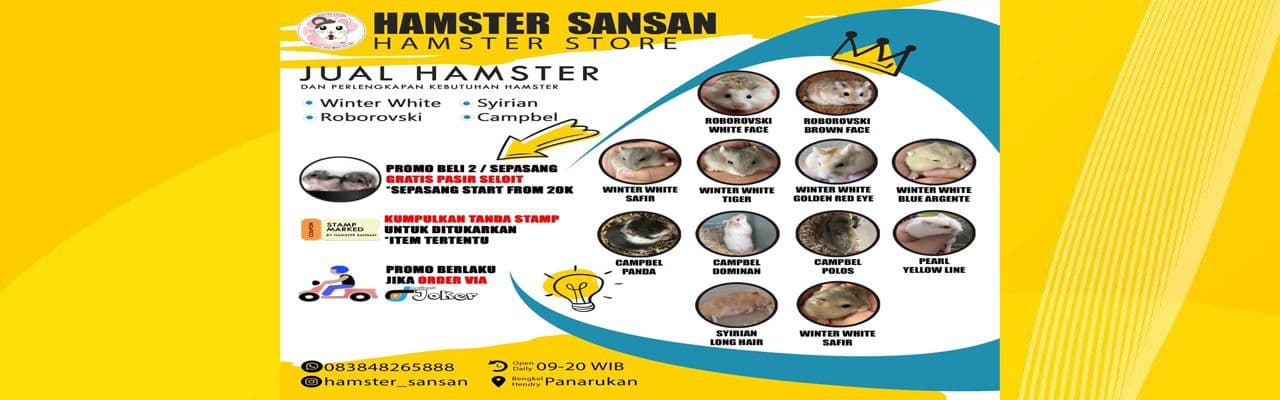 HAMSTER SANSAN
HAMSTER STORE
JUAL HAMSTER
DAN PERLENGKAPAN KEBUTUHAN HAMSTER
Winter White
Syirian
Roborovski
Campbel
PROMO BELI 2 / SEPASANG
GRATIS PASIR SELOIT
*SEPASANG START FROM 20K
COUPON
STAMP
MARKED
BY HAMSTER SANSAN
KUMPULKAN TANDA STAMP
UNTUK DITUKARKAN
*ITEM TERTENTU
PROMO BERLAKU
JIKA ORDER VIA
Joker
ROBOROVSKI
WHITE FACE
ROBOROVSKI
BROWN FACE
WINTER WHITE
SAFIR
WINTER WHITE
TIGER
WINTER WHITE
GOLDEN RED EYE
WINTER WHITE
BLUE ARGENTE
CAMPBEL
PANDA
CAMPBEL
DOMINAN
CAMPBEL
POLOS
PEARL
YELLOW LINE
SYIRIAN
LONG HAIR
WINTER WHITE
SAFIR
083848265888
hamster_sansan
Open
Daily
09-20 WIB
Bengkel
Hendry
Panarukan